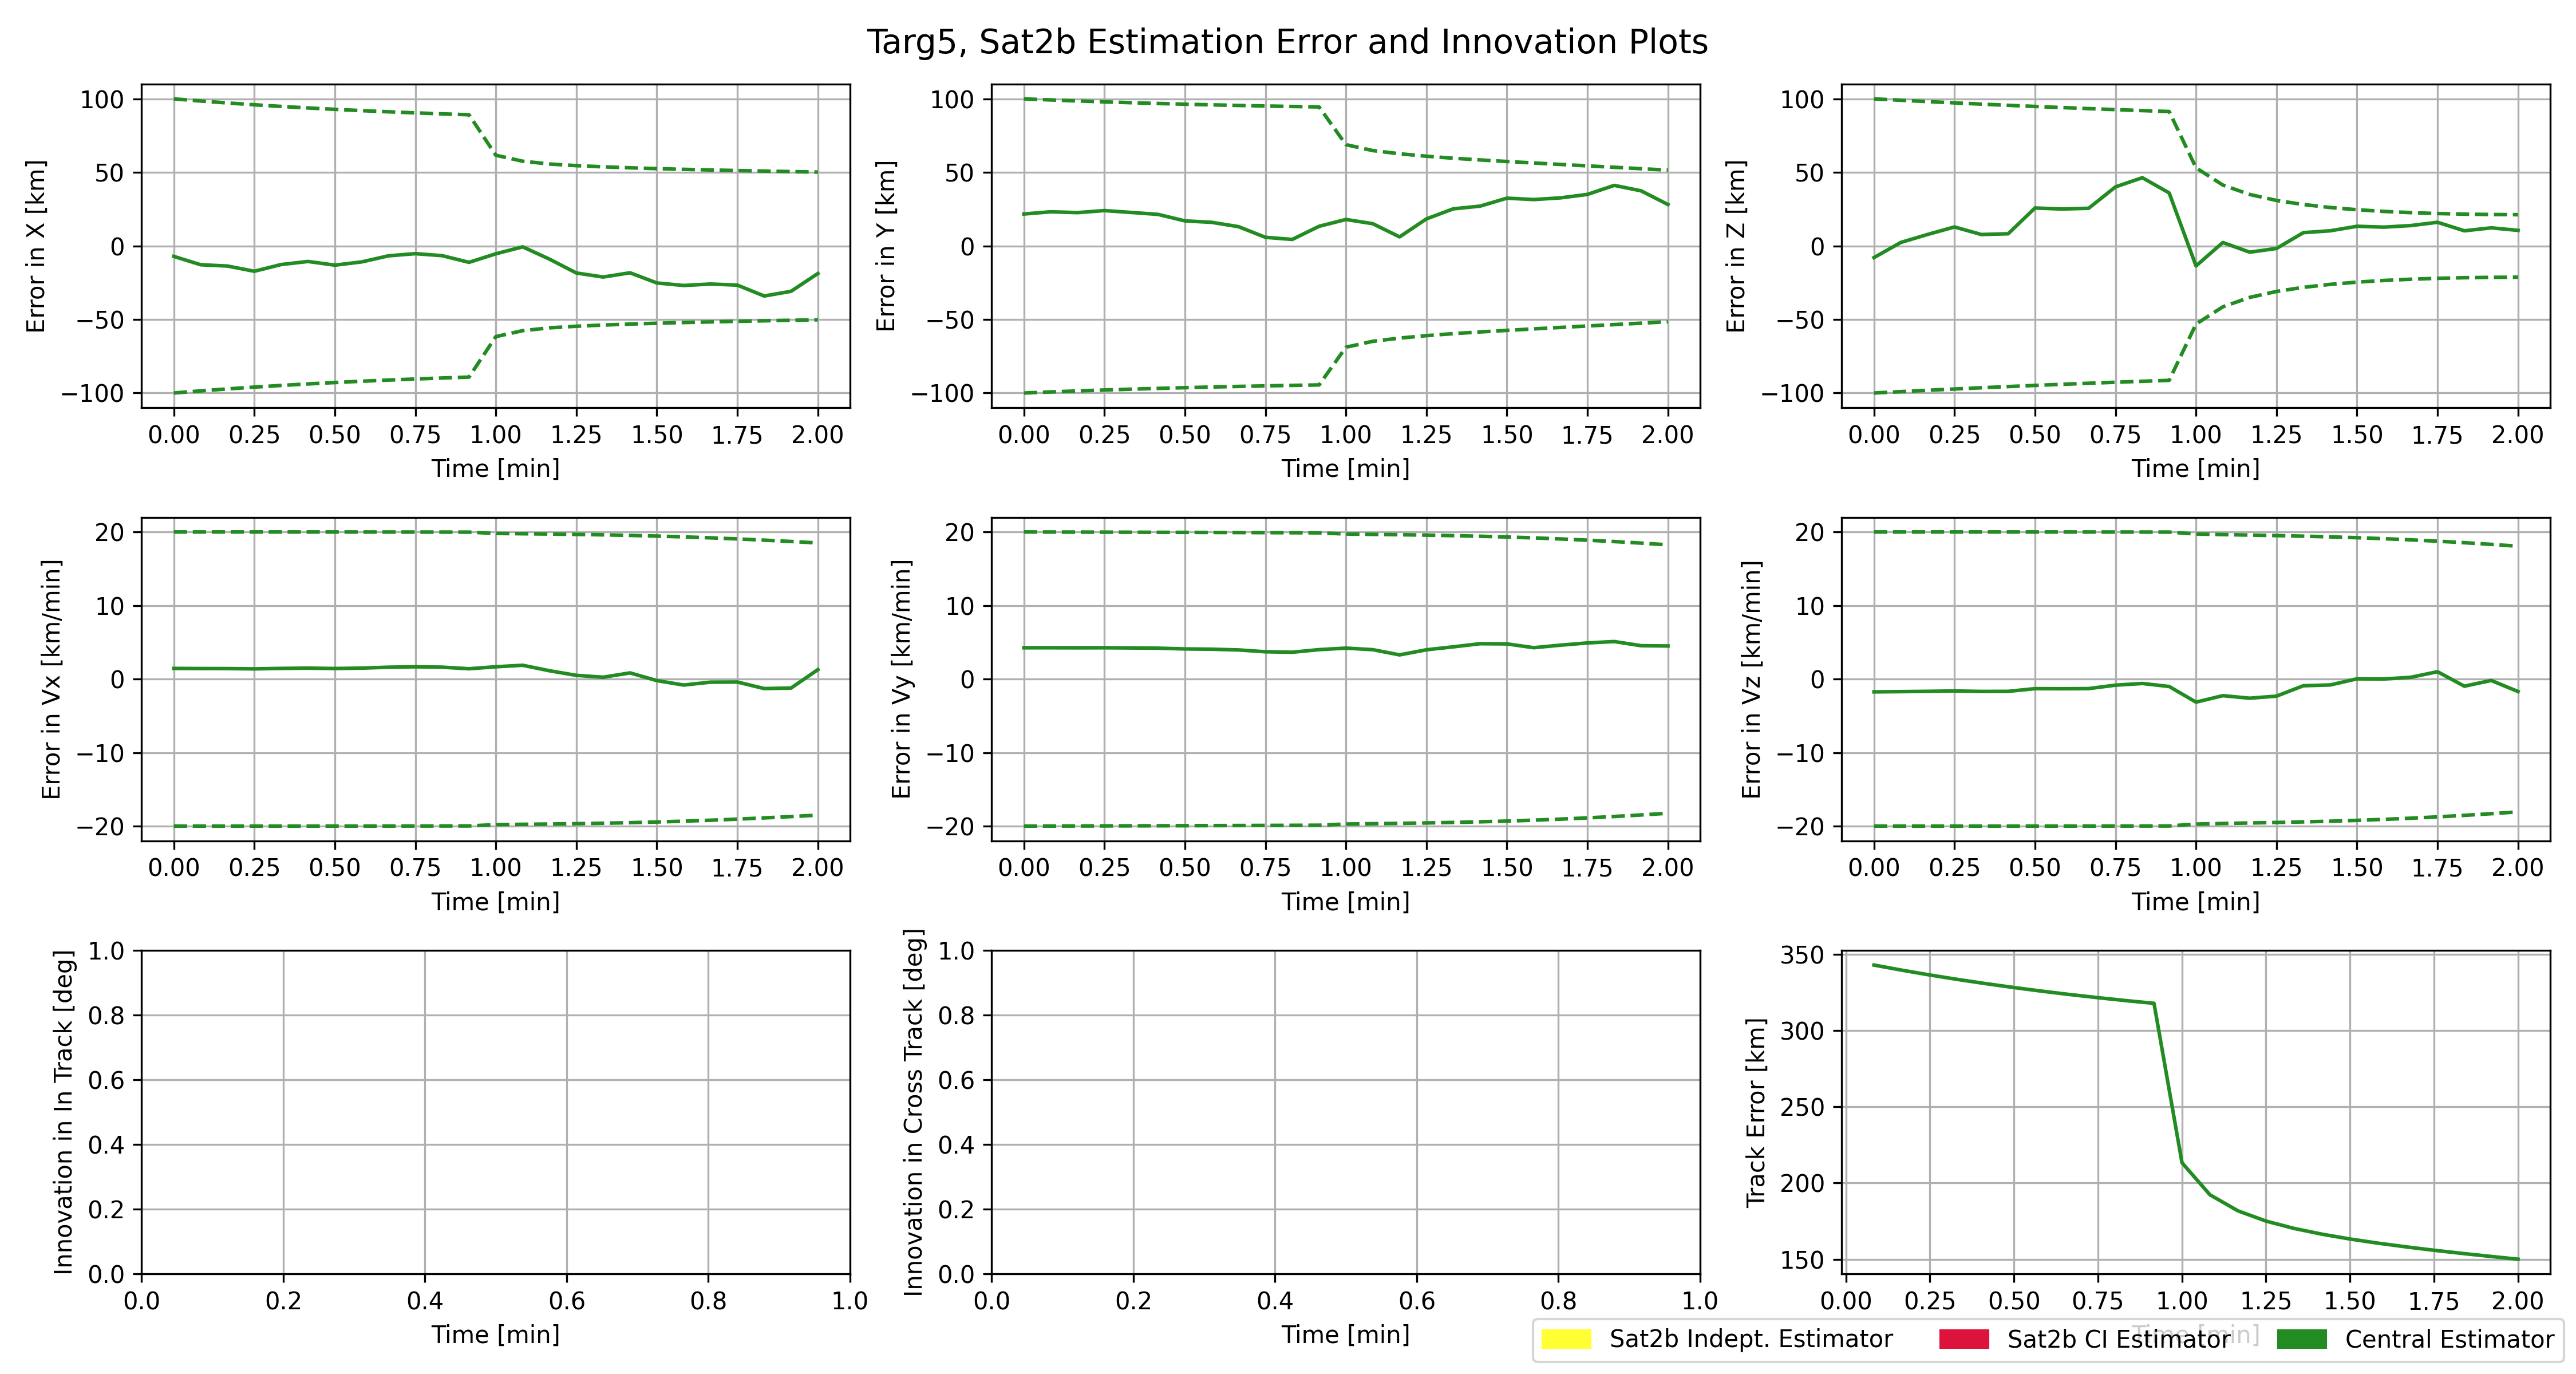 Targ5, Sat2b Estimation Error and Innovation Plots
Error in X [km]
100
50
0
−50
−100
0.00 0.25 0.50 0.75 1.00 1.25 1.50 1.75 2.00
Time [min]
Error in Y [km]
100
50
0
−50
−100
0.00 0.25 0.50 0.75 1.00 1.25 1.50 1.75 2.00
Time [min]
Error in Z [km]
100
50
0
−50
−100
0.00 0.25 0.50 0.75 1.00 1.25 1.50 1.75 2.00
Time [min]
Error in Vx [km/min]
20
10
0
−10
−20
0.00 0.25 0.50 0.75 1.00 1.25 1.50 1.75 2.00
Time [min]
Error in Vy [km/min]
20
10
0
−10
−20
0.00 0.25 0.50 0.75 1.00 1.25 1.50 1.75 2.00
Time [min]
Error in Vz [km/min]
20
10
0
−10
−20
0.00 0.25 0.50 0.75 1.00 1.25 1.50 1.75 2.00
Time [min]
Innovation in In Track [deg]
1.0
0.8
0.6
0.4
0.2
0.0
0.0 0.2 0.4 0.6 0.8 1.0
Time [min]
Innovation in Cross Track [deg]
1.0
0.8
0.6
0.4
0.2
0.0
0.0 0.2 0.4 0.6 0.8 1.0
Time [min]
Track Error [km]
350
300
250
200
150
0.00 0.25 0.50 0.75 1.00 1.25 1.50 1.75 2.00
Time [min]
Sat2b Indept. Estimator Sat2b CI Estimator Central Estimator